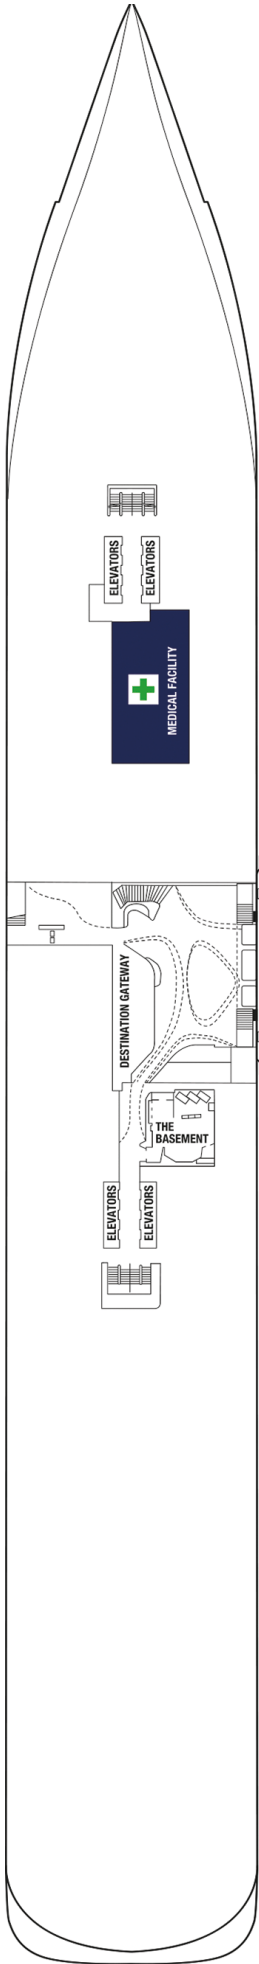 ELEVATORS
ELEVATORS
MEDICAL FACILITY
DESTINATION GATEWAY
THE
BASEMENT
ELEVATORS
ELEVATORS